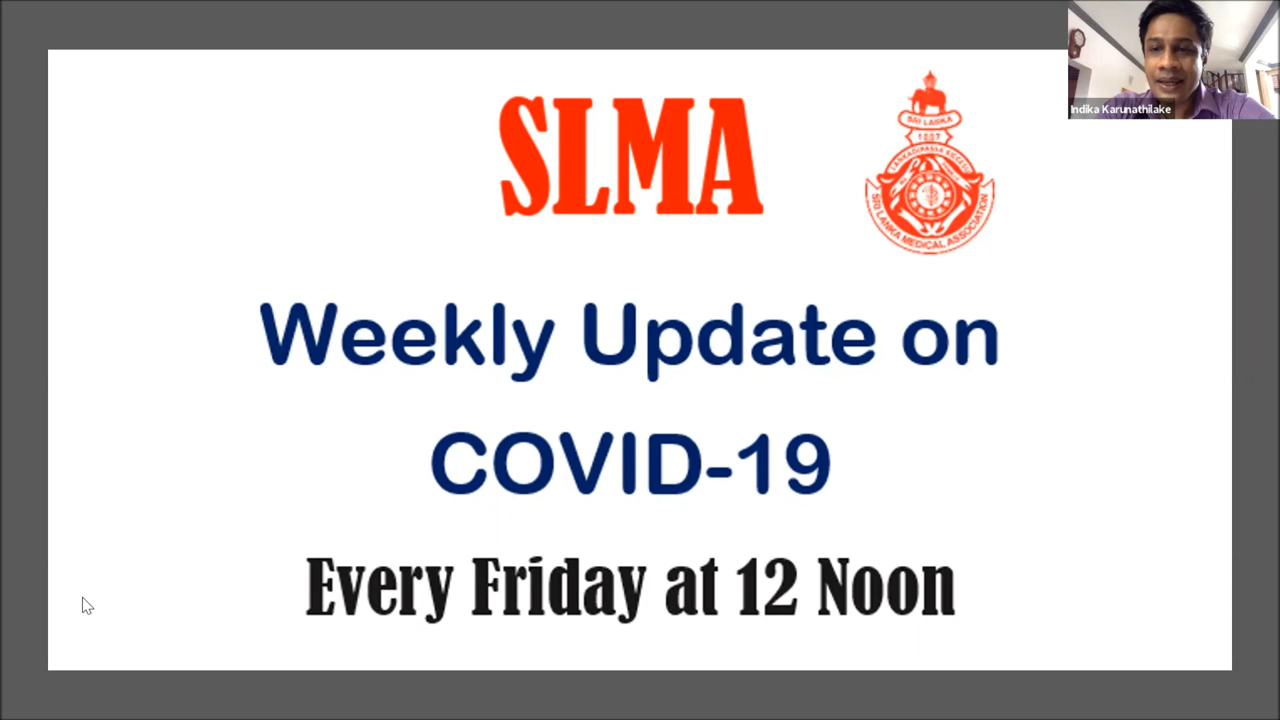 SLMA
SRI LANKA
1887
SRI LANKA MEDICAL ASSOCIATION
Indika Karunathilake
Weekly Update on
COVID-19
Every Friday at 12 Noon